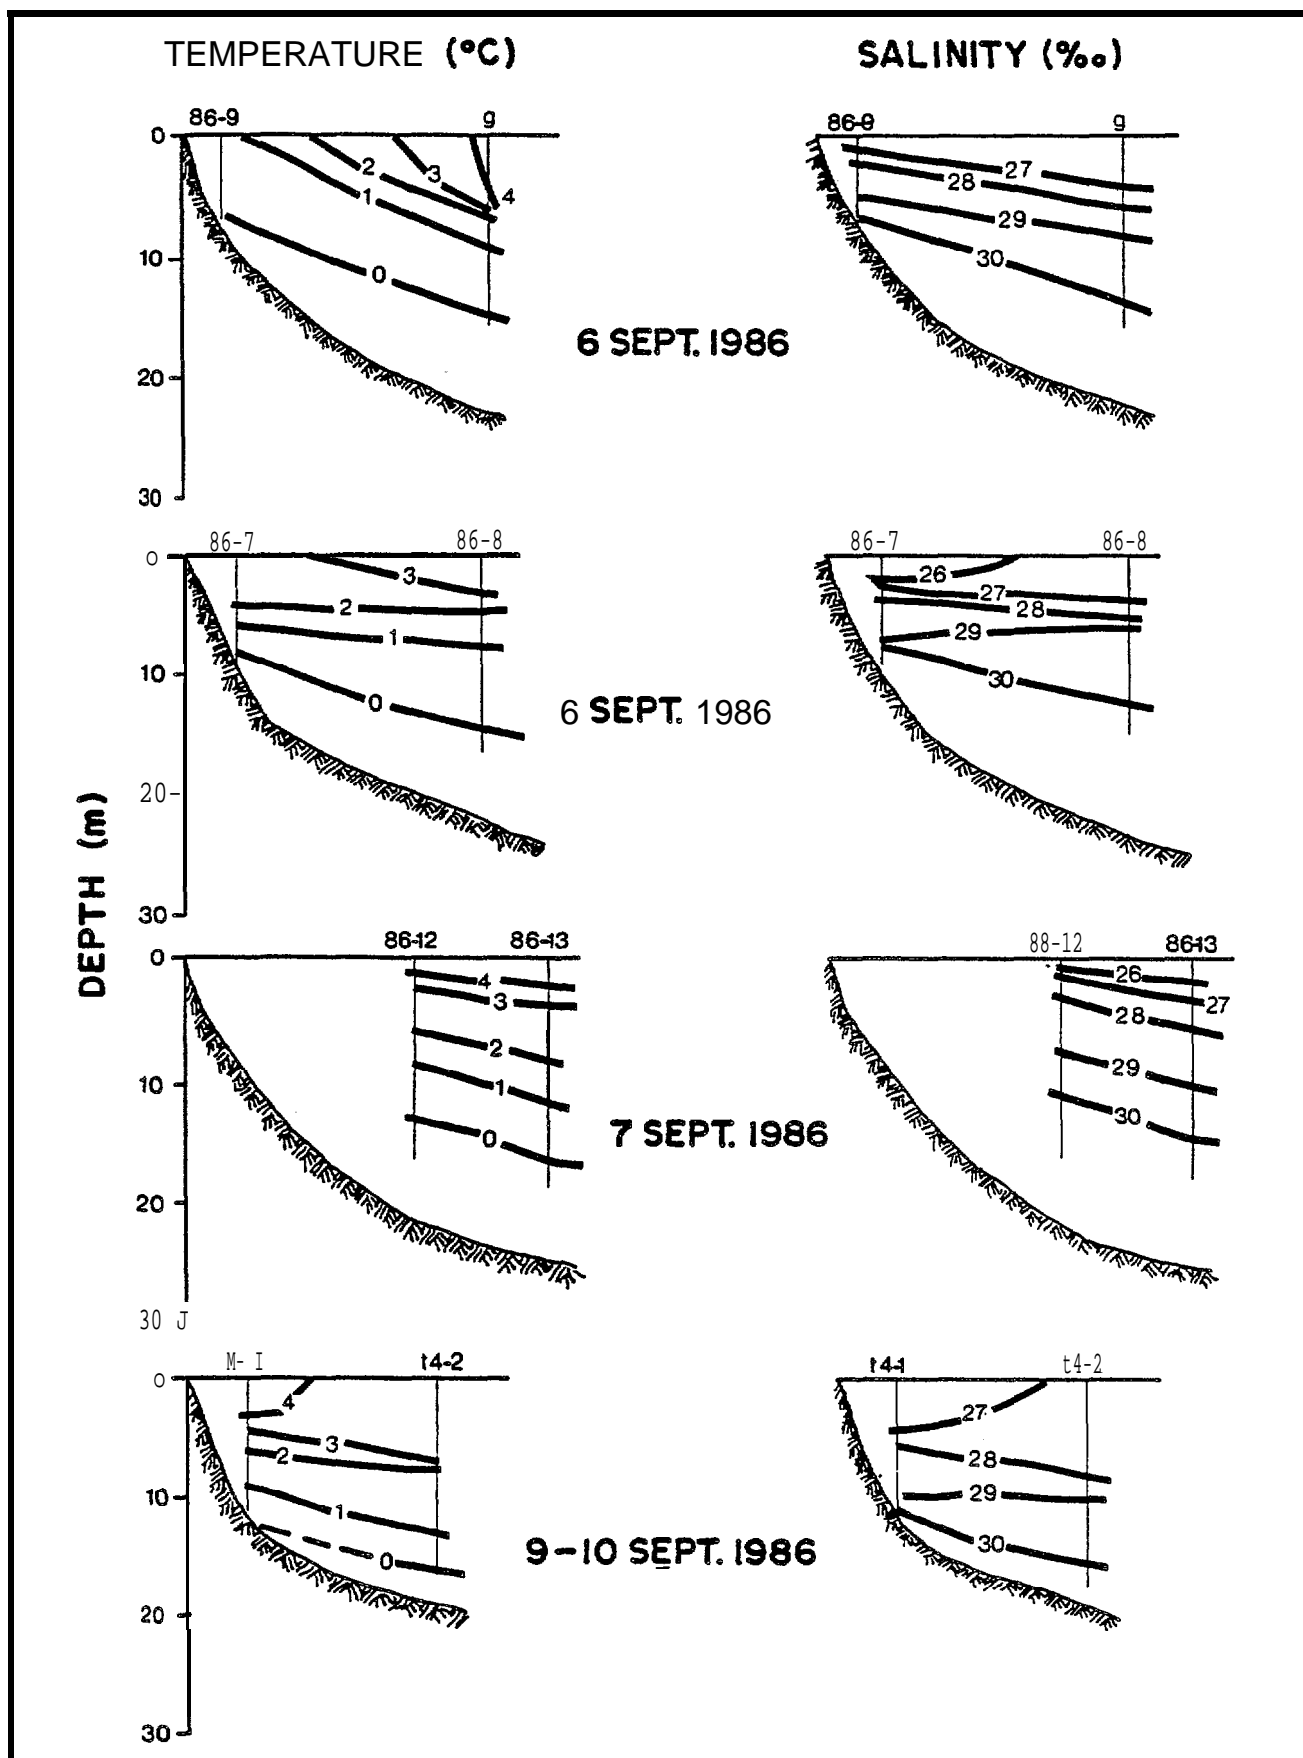 TEMPERATURE (°C) SALINITY (‰)
86-9 9 86-9 9
0
2 3 4 1 27 28 29
10
0 30
6 SEPT. 1986
20
30
86-7 86-8 86-7 86-8
0
3 2 1 26 27 28 29
10
0 30
6 SEPT. 1986
20-
30
DEPTH (m)
86-12 86-13 88-12 86-13
0
4 3 2 1 26 27 28 29
10
0 30
7 SEPT. 1986
20
30 J
M- I t4-2 t4-1 t4-2
0
4 3 2 27 28
10
1 29
0 30
9-10 SEPT. 1986
20
30